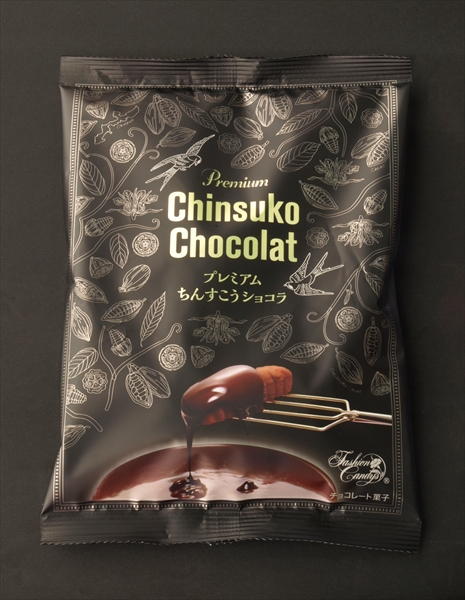 Premium
Chinsuko
Chocolat
プレミアム
ちんすこうショコラ
Fashion
Candys®
チョコレート菓子